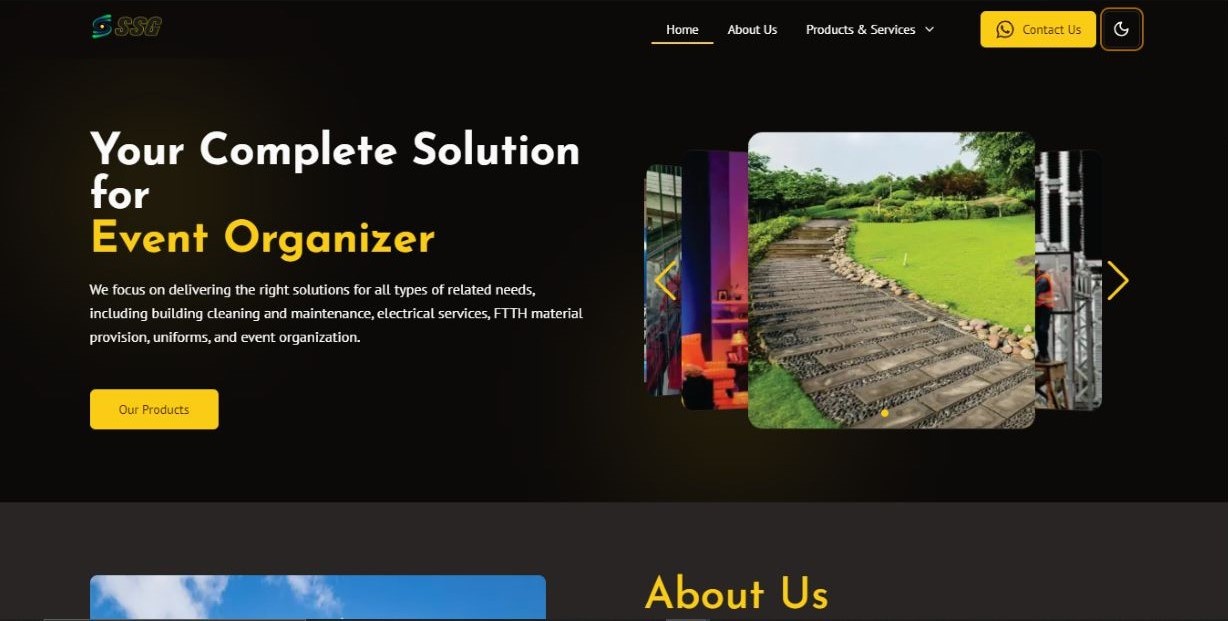 SSG
Home
About Us
Products & Services
Contact Us
Your Complete Solution
for
Event Organizer
We focus on delivering the right solutions for all types of related needs,
including building cleaning and maintenance, electrical services, FTTH material
provision, uniforms, and event organization.
Our Products
About Us